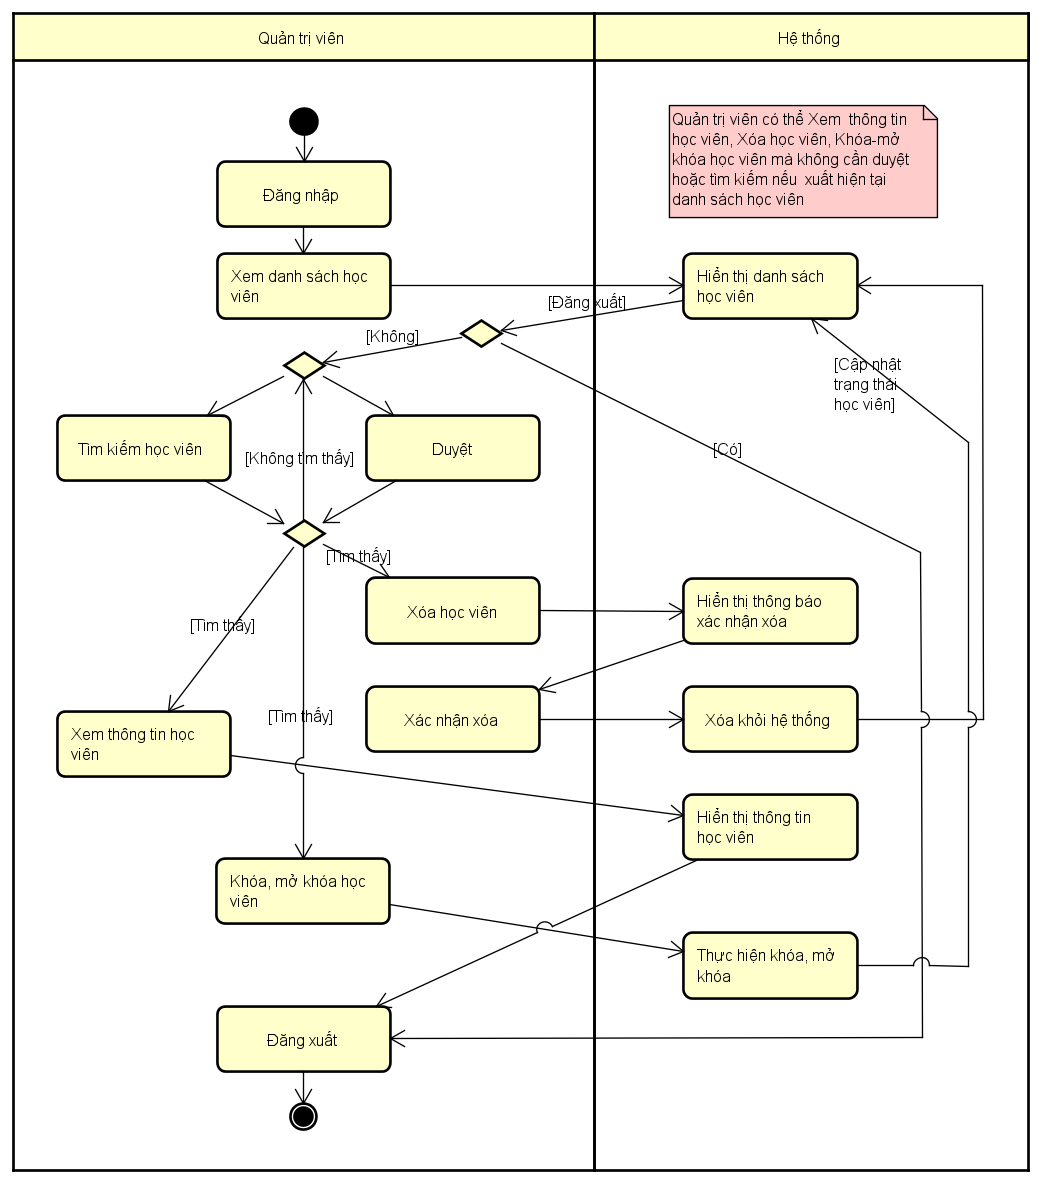 Quản trị viên
Hệ thống
Quản trị viên có thể Xem thông tin
học viên, Xóa học viên, Khóa-mở
khóa học viên mà không cần duyệt
hoặc tìm kiếm nếu xuất hiện tại
danh sách học viên
Đăng nhập
Xem danh sách học
viên
Hiển thị danh sách
học viên
[Đăng xuất]
[Không]
[Cập nhật
trạng thái
học viên]
Tìm kiếm học viên
[Không tìm thấy]
Duyệt
[Có]
[Tìm thấy]
Xóa học viên
Hiển thị thông báo
xác nhận xóa
[Tìm thấy]
[Tìm thấy]
Xác nhận xóa
Xóa khỏi hệ thống
Xem thông tin học
viên
Hiển thị thông tin
học viên
Khóa, mở khóa học
viên
Thực hiện khóa, mở
khóa
Đăng xuất